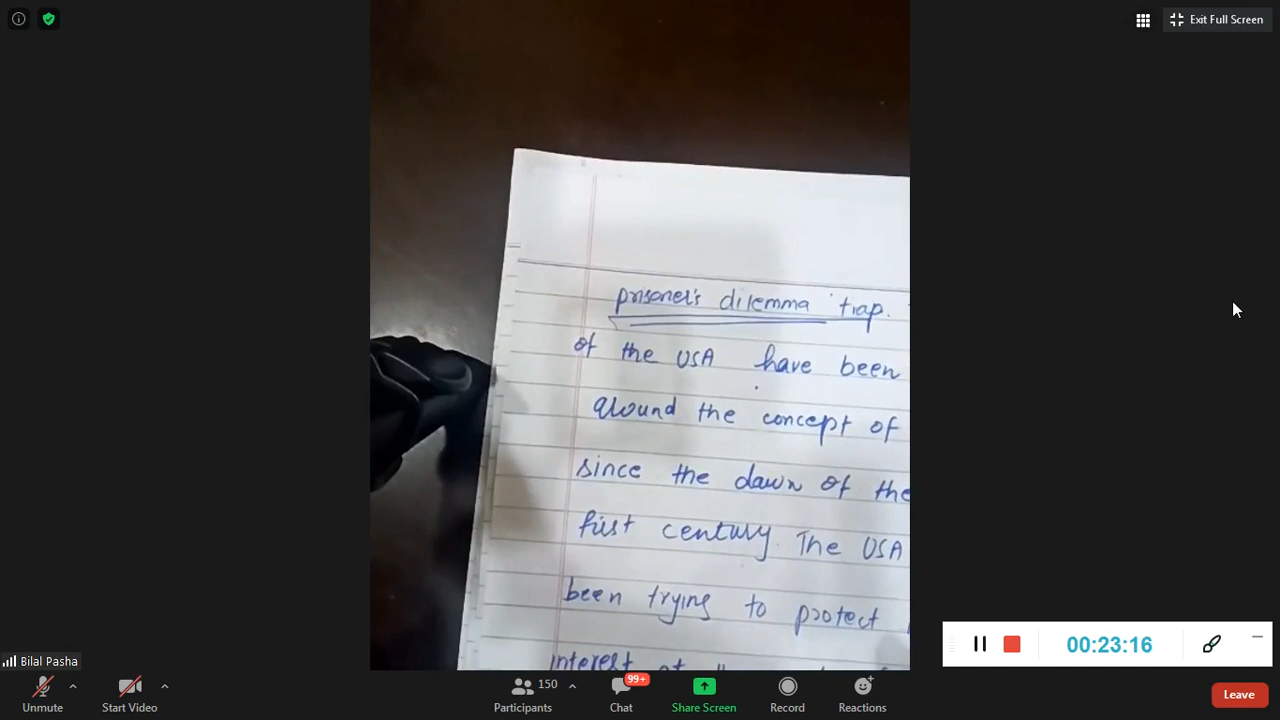 Exit Full Screen
prisoner's dilemma trap.
of the USA have been
around the concept of
since the dawn of the
first century. The USA
been trying to protect
interest
00:23:16
Bilal Pasha
Unmute
Start Video
150
Participants
99+
Chat
Share Screen
Record
Reactions
Leave